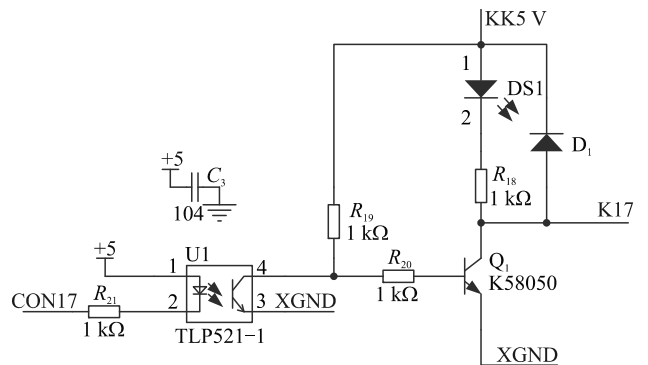 KK5 V
1
DS1
2
D₁
+5
C₃
104
R₁₈
1 kΩ
K17
R₁₉
1 kΩ
+5
U1
1
4
R₂₀
1 kΩ
Q₁
K58050
CON17
R₂₁
1 kΩ
2
3
XGND
TLP521-1
XGND